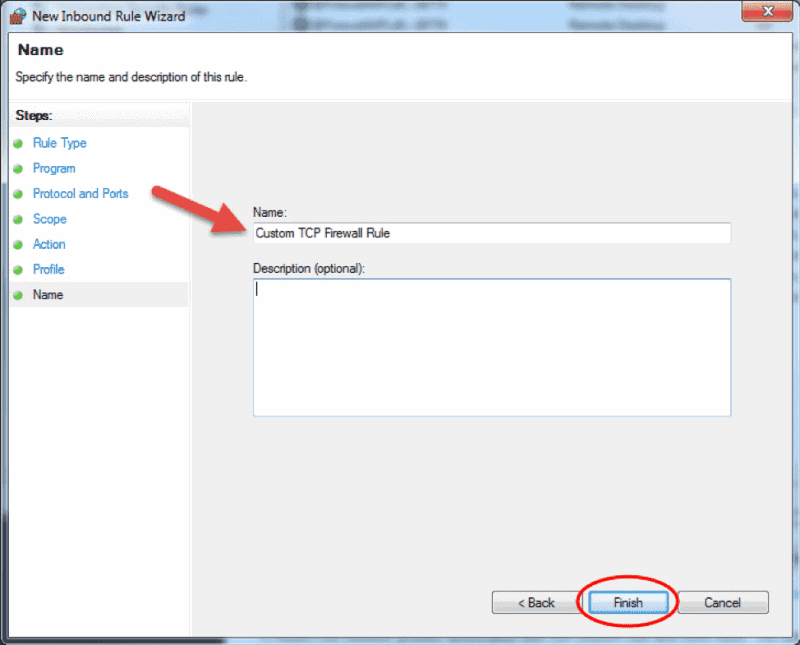 New Inbound Rule Wizard
Name
Specify the name and description of this rule.
Steps:
Rule Type
Program
Protocol and Ports
Scope
Action
Profile
Name
Name:
Custom TCP Firewall Rule
Description (optional):
< Back
Finish
Cancel